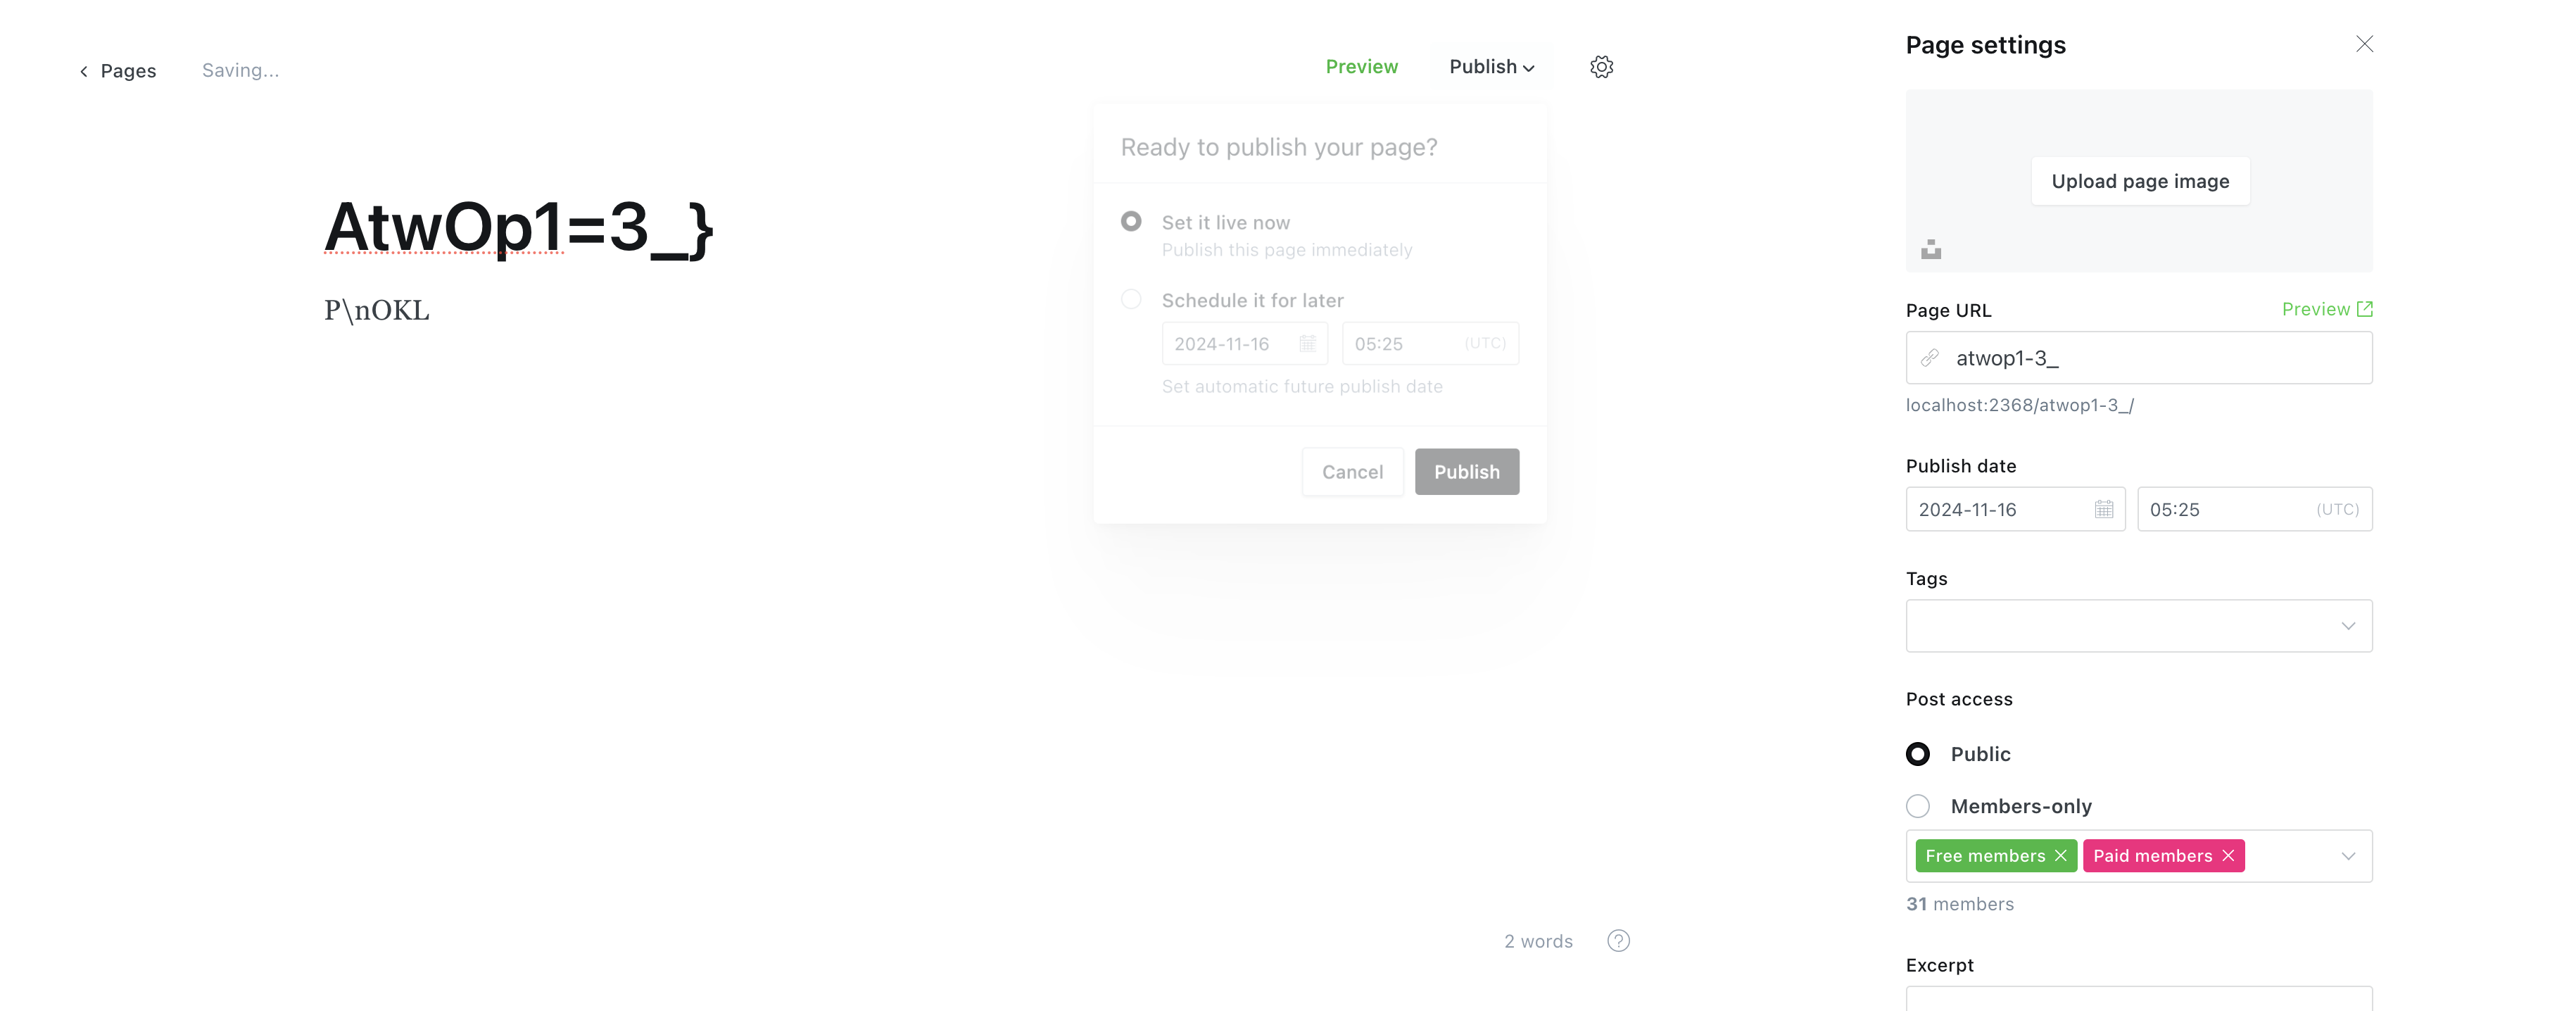 Pages
Saving...
Preview
Publish
AtwOp1=3_}
P\nOKL
Ready to publish your page?
Set it live now
Publish this page immediately
Schedule it for later
2024-11-16
05:25 (UTC)
Set automatic future publish date
Cancel
Publish
2 words
?
Page settings
Upload page image
Page URL
Preview
atwop1-3_
localhost:2368/atwop1-3_/
Publish date
2024-11-16
05:25 (UTC)
Tags
Post access
Public
Members-only
Free members
Paid members
31 members
Excerpt